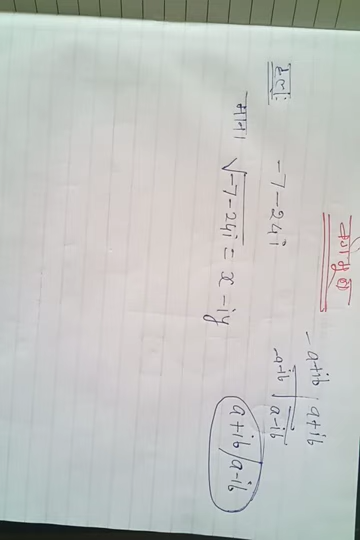 वर्गमूल
हल:
-7-24i
माना √-7-24i = x-iy
-a+ib | a+ib
-a-ib | a-ib
a+ib/a-ib